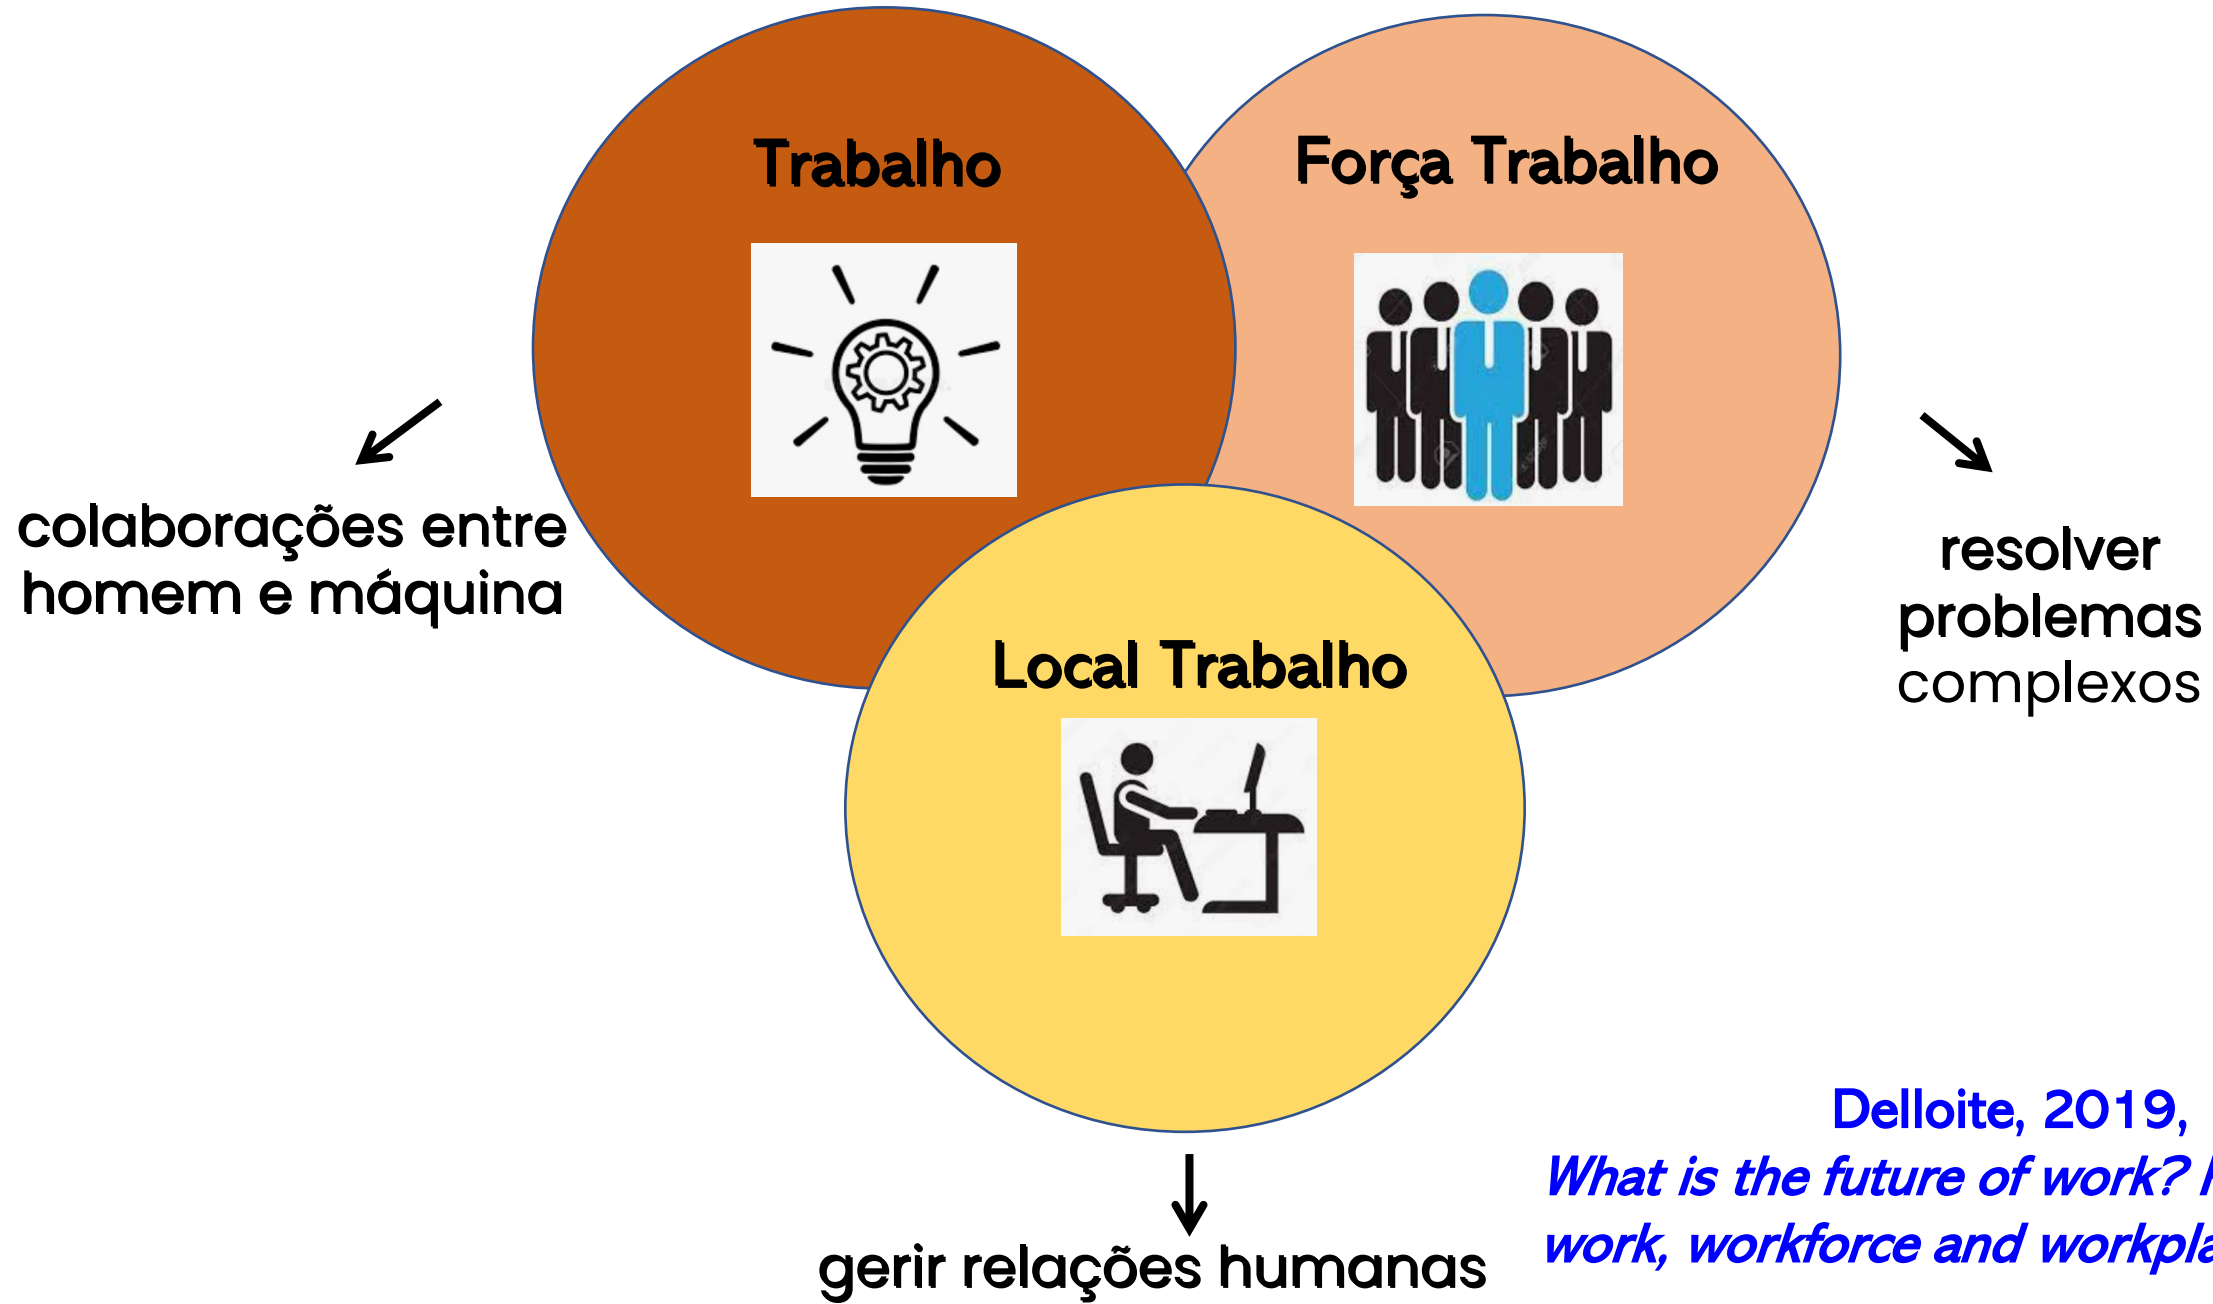 Trabalho
Força Trabalho
colaborações entre
homem e máquina
resolver
problemas
complexos
Local Trabalho
Delloite, 2019,
What is the future of work?
work, workforce and
gerir relações humanas